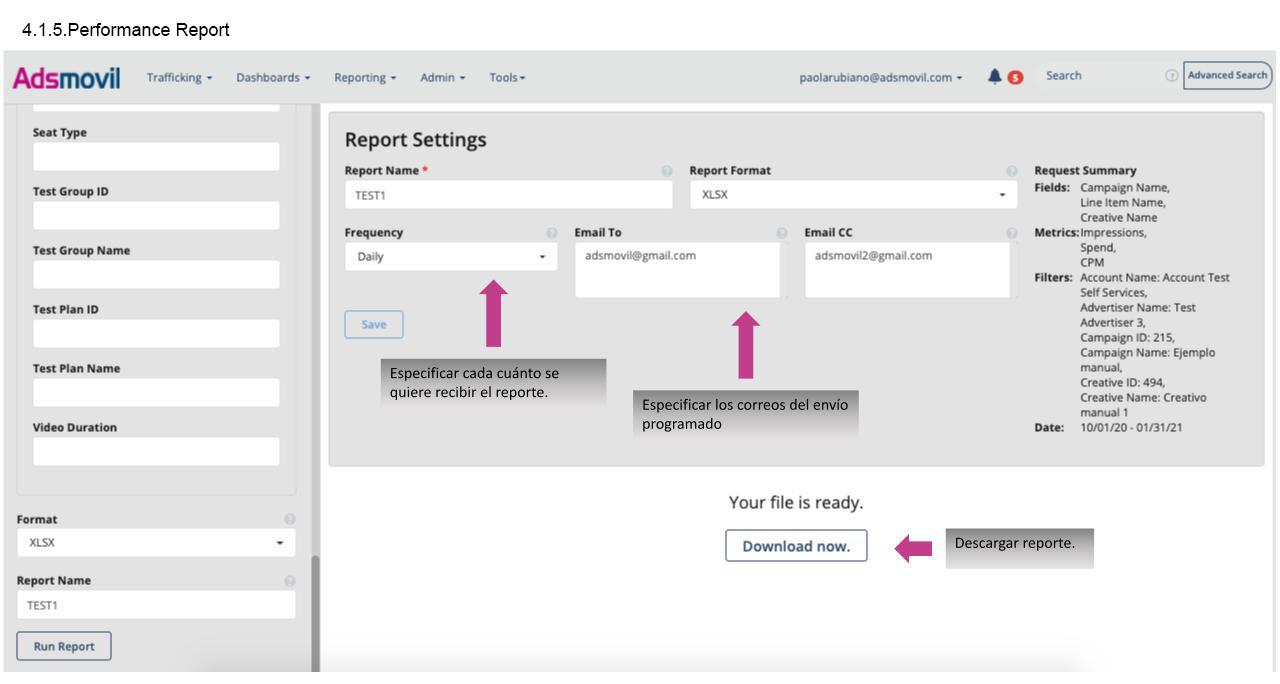 4.1.5.Performance Report
Adsmovil
Trafficking
Dashboards
Reporting
Admin
Tools
paolarubiano@adsmovil.com
5
Search
?
Advanced Search
Seat Type
Test Group ID
Test Group Name
Test Plan ID
Test Plan Name
Video Duration
Format ?
XLSX
Report Name ?
TEST1
Run Report
Report Settings
Report Name * ?
TEST1
Report Format ?
XLSX
Frequency ?
Daily
Email To ?
adsmovil@gmail.com
Email CC ?
adsmovil2@gmail.com
Save
Especificar cada cuánto se
quiere recibir el reporte.
Especificar los correos del envío
programado
Request Summary
Fields: Campaign Name,
Line Item Name,
Creative Name
Metrics: Impressions,
Spend,
CPM
Filters: Account Name: Account Test
Self Services,
Advertiser Name: Test
Advertiser 3,
Campaign ID: 215,
Campaign Name: Ejemplo
manual,
Creative ID: 494,
Creative Name: Creativo
manual 1
Date: 10/01/20 - 01/31/21
Your file is ready.
Download now.
Descargar reporte.